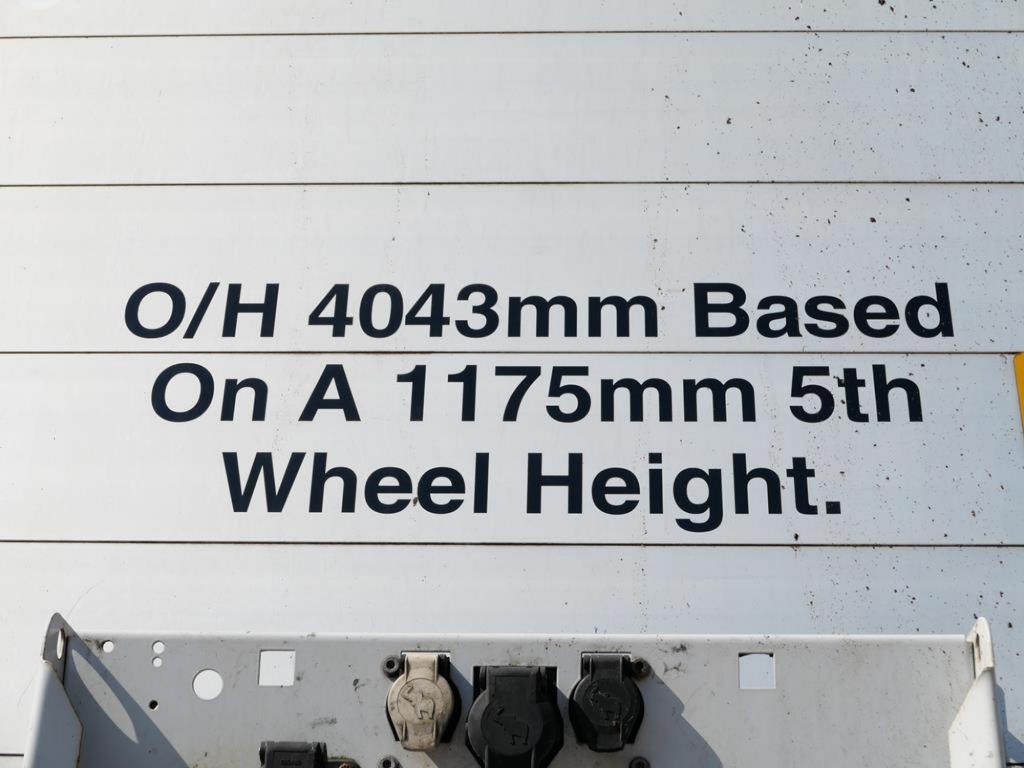 O/H 4043mm Based
On A 1175mm 5th
Wheel Height.